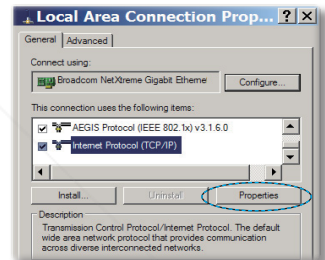 Local Area Connection Prop...
General Advanced
Connect using:
Broadcom NetXtreme Gigabit Etherne
Configure...
This connection uses the following items:
AEGIS Protocol (IEEE 802.1x) v3.1.6.0
Internet Protocol (TCP/IP)
Install... Uninstall Properties
Description
Transmission Control Protocol/Internet Protocol. The default
wide area network protocol that provides communication
across diverse interconnected networks.